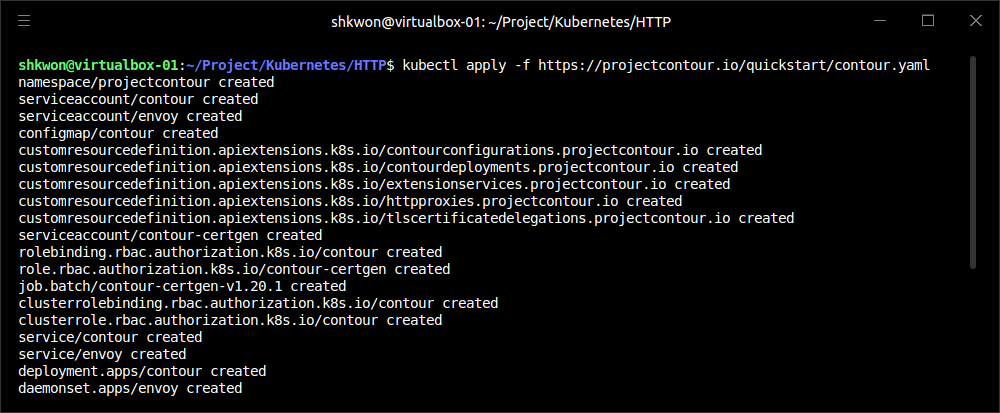 shkwon@virtualbox-01: ~/Project/Kubernetes/HTTP
shkwon@virtualbox-01:~/Project/Kubernetes/HTTP$ kubectl apply -f https://projectcontour.io/quickstart/contour.yaml
namespace/projectcontour created
serviceaccount/contour created
serviceaccount/envoy created
configmap/contour created
customresourcedefinition.apiextensions.k8s.io/contourconfigurations.projectcontour.io created
customresourcedefinition.apiextensions.k8s.io/contourdeployments.projectcontour.io created
customresourcedefinition.apiextensions.k8s.io/extensionservices.projectcontour.io created
customresourcedefinition.apiextensions.k8s.io/httpproxies.projectcontour.io created
customresourcedefinition.apiextensions.k8s.io/tlscertificatedelegations.projectcontour.io created
serviceaccount/contour-certgen created
rolebinding.rbac.authorization.k8s.io/contour created
role.rbac.authorization.k8s.io/contour-certgen created
job.batch/contour-certgen-v1.20.1 created
clusterrolebinding.rbac.authorization.k8s.io/contour created
clusterrole.rbac.authorization.k8s.io/contour created
service/contour created
service/envoy created
deployment.apps/contour created
daemonset.apps/envoy created